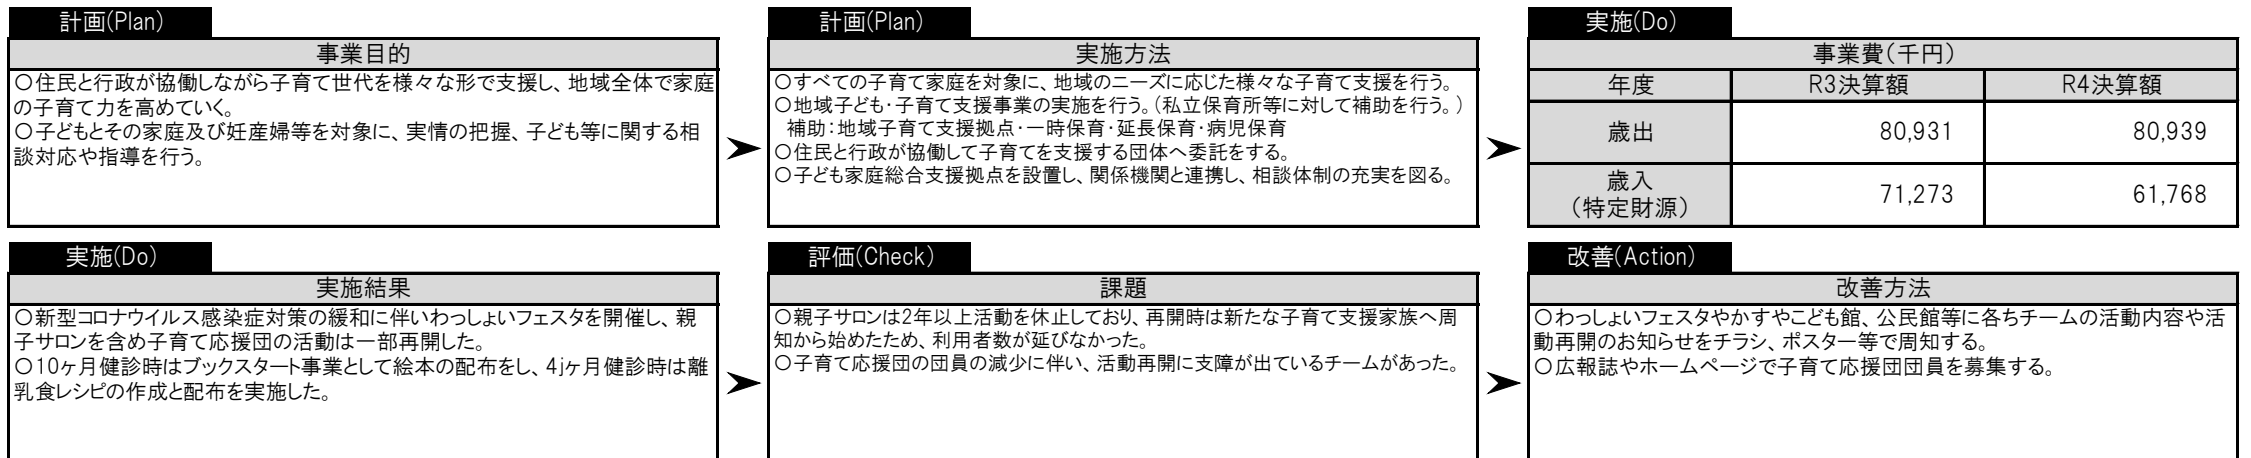 計画(Plan)
事業目的
〇住民と行政が協働しながら子育て世代を様々な形で支援し、地域全体で家庭
の子育て力を高めていく。
〇子どもとその家庭及び妊産婦等を対象に、実情の把握、子ども等に関する相
談対応や指導を行う。
計画(Plan)
実施方法
〇すべての子育て家庭を対象に、地域のニーズに応じた様々な子育て支援を行う。
〇地域子ども・子育て支援事業の実施を行う。（私立保育所等に対して補助を行う。）
補助：地域子育て支援拠点・一時保育・延長保育・病児保育
〇住民と行政が協働して子育てを支援する団体へ委託をする。
〇子ども家庭総合支援拠点を設置し、関係機関と連携し、相談体制の充実を図る。
実施(Do)
事業費（千円）
年度 R3決算額 R4決算額
歳出 80,931 80,939
歳入
（特定財源） 71,273 61,768
実施(Do)
実施結果
〇新型コロナウイルス感染症対策の緩和に伴いわっしょいフェスタを開催し、親
子サロンを含め子育て応援団の活動は一部再開した。
〇10ヶ月健診時はブックスタート事業として絵本の配布をし、4jヶ月健診時は離
乳食レシピの作成と配布を実施した。
評価(Check)
課題
〇親子サロンは2年以上活動を休止しており、再開時は新たな子育て支援家族へ周
知から始めたため、利用者数が延びなかった。
〇子育て応援団の団員の減少に伴い、活動再開に支障が出ているチームがあった。
改善(Action)
改善方法
〇わっしょいフェスタやかすやこども館、公民館等に各ちチームの活動内容や活
動再開のお知らせをチラシ、ポスター等で周知する。
〇広報誌やホームページで子育て応援団団員を募集する。